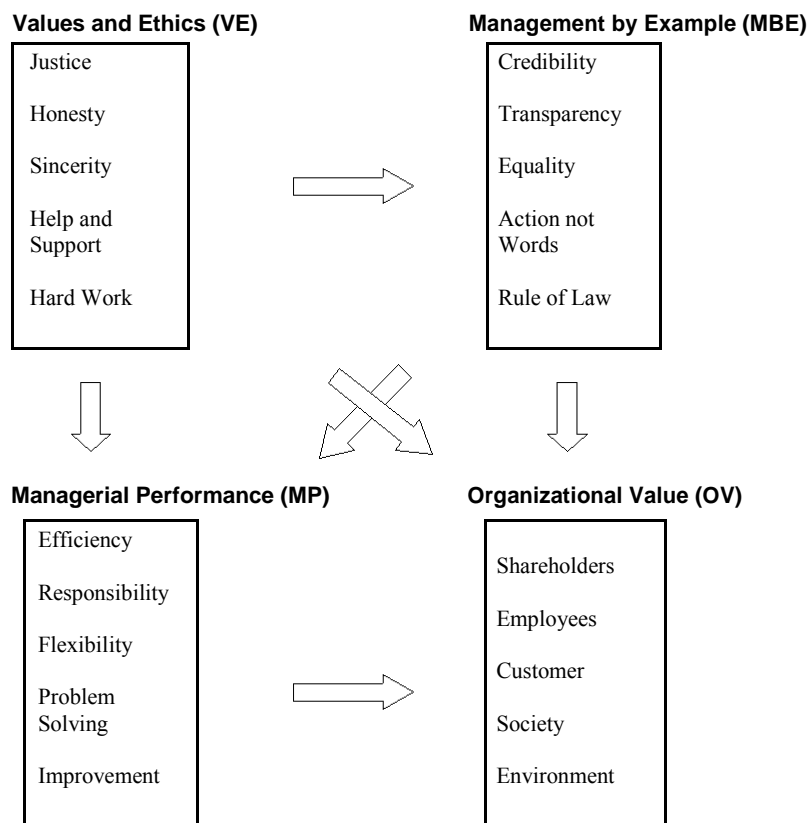 Values and Ethics (VE)
Justice
Honesty
Sincerity
Help and
Support
Hard Work
Management by Example (MBE)
Credibility
Transparency
Equality
Action not
Words
Rule of Law
Managerial Performance (MP)
Efficiency
Responsibility
Flexibility
Problem
Solving
Improvement
Organizational Value (OV)
Shareholders
Employees
Customer
Society
Environment